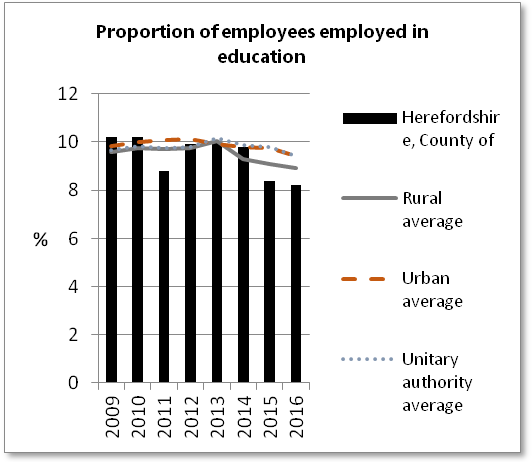 Proportion of employees employed in
education
12
10
8
6
4
2
0
%
2009
2010
2011
2012
2013
2014
2015
2016
Herefordshir
e, County of
Rural
average
Urban
average
Unitary
authority
average